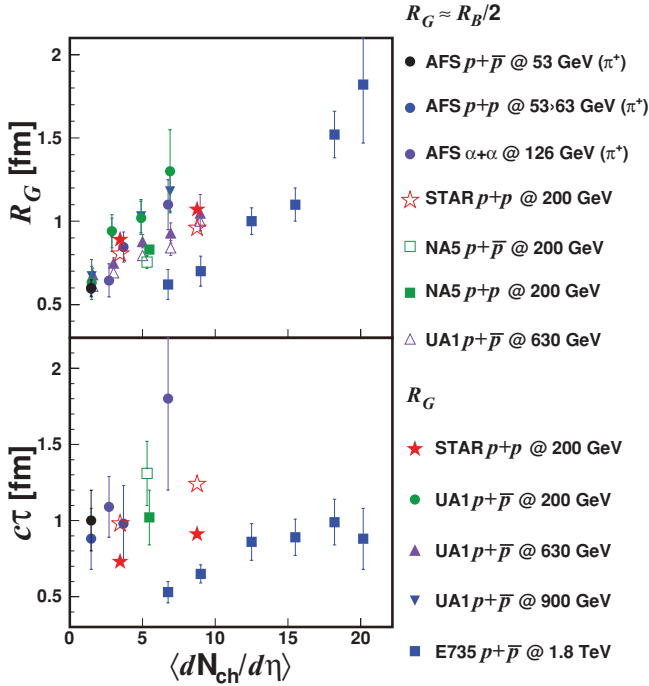 R_G ≈ R_B/2
AFS p+p̅ @ 53 GeV (π⁺)
AFS p+p @ 53›63 GeV (π⁺)
AFS α+α @ 126 GeV (π⁺)
STAR p+p @ 200 GeV
NA5 p+p̅ @ 200 GeV
NA5 p+p @ 200 GeV
UA1 p+p̅ @ 630 GeV
R_G
STAR p+p @ 200 GeV
UA1 p+p̅ @ 200 GeV
UA1 p+p̅ @ 630 GeV
UA1 p+p̅ @ 900 GeV
E735 p+p̅ @ 1.8 TeV
R_G [fm]
2
1.5
1
0.5
cτ [fm]
2
1.5
1
0.5
0 5 10 15 20
⟨dN_ch/dη⟩